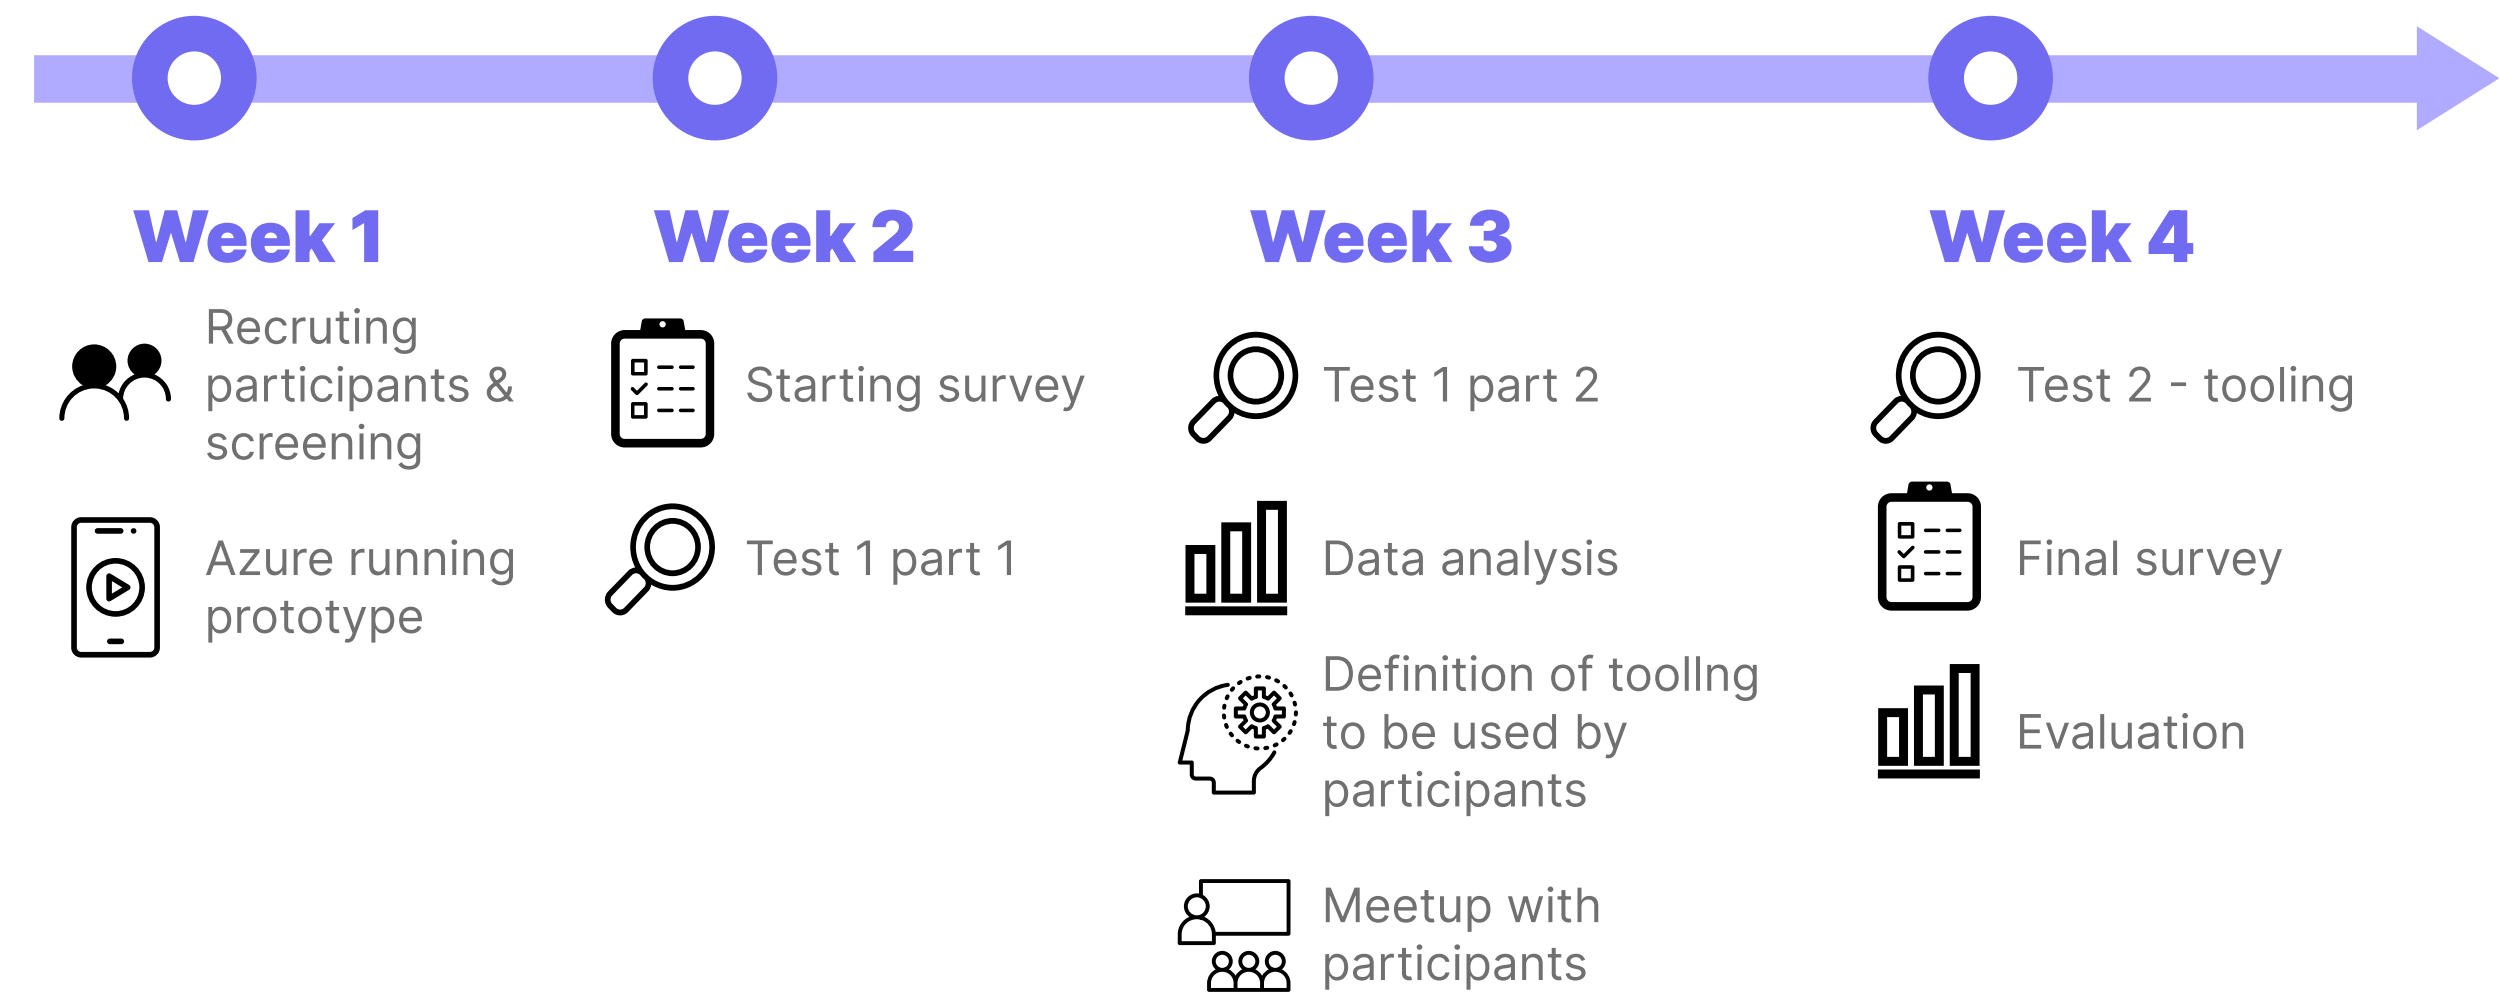 Week 1
Recruiting
participants &
screening
Azure running
prototype
Week 2
Starting survey
Test part 1
Week 3
Test 1 part 2
Data analysis
Definition of tooling
to be used by
participants
Meetup with
participants
Week 4
Test 2 - tooling
Final survey
Evaluation